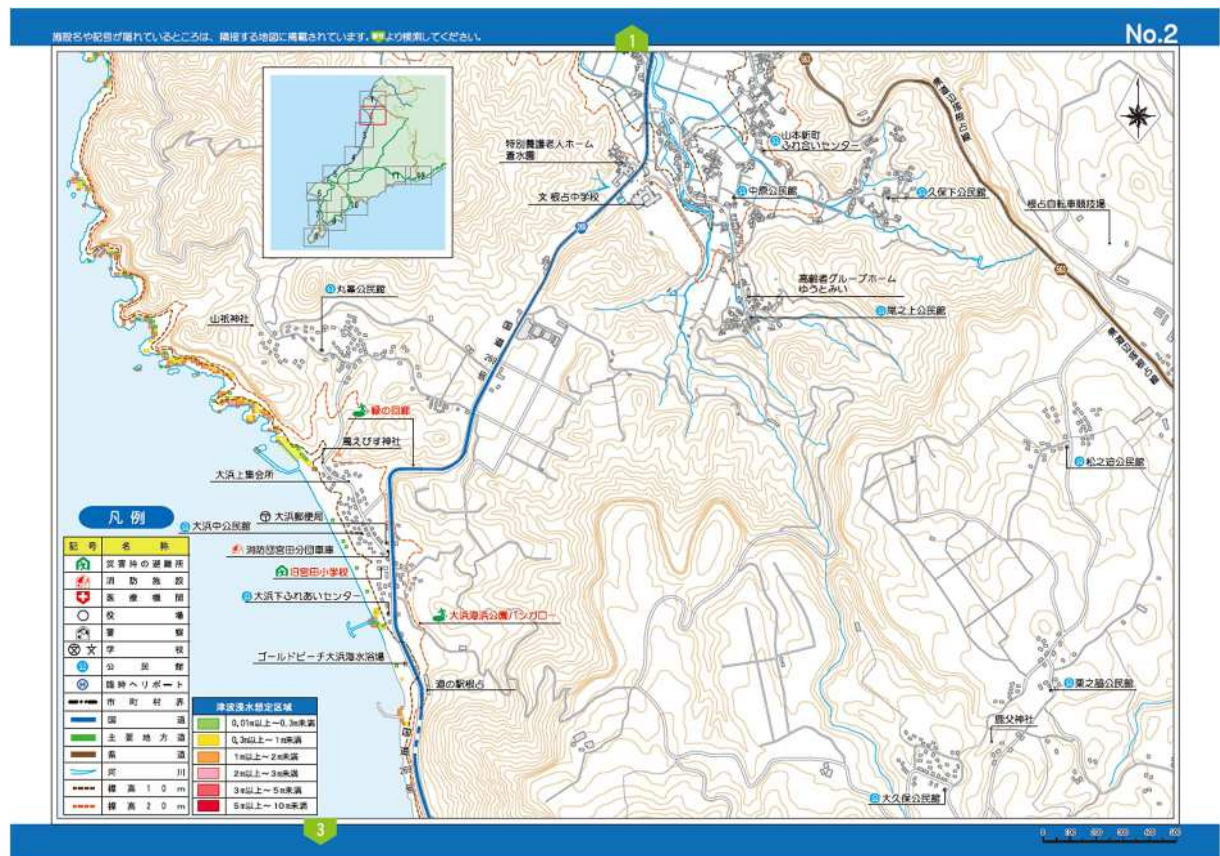 施設名や記号が隠れているところは、隣接する地図に掲載されています。より検索してください。
1
No.2
特別養護老人ホーム
蒼水園
文 根占中学校
山本新町
ふれ合いセンター
中原公民館
久保下公民館
根占自転車競技場
高齢者グループホーム
ゆうとみい
尾之上公民館
丸峯公民館
山祇神社
緑の回廊
風えびす神社
大浜上集会所
大浜郵便局
大浜中公民館
消防団宮田分団車庫
旧宮田小学校
大浜下ふれあいセンター
大浜海浜公園バンガロー
ゴールドビーチ大浜海水浴場
道の駅根占
松之迫公民館
栗之脇公民館
鹿父神社
大久保公民館
国道
269
563
凡例
記号 名称
災害時の避難所
消防施設
医療機関
役場
警察
文 学校
公 公民館
H 臨時ヘリポート
市町村界
国道
主要地方道
県道
河川
標高10m
標高20m
津波浸水想定区域
0.01m以上~0.3m未満
0.3m以上~1m未満
1m以上~2m未満
2m以上~3m未満
3m以上~5m未満
5m以上~10m未満
3
0 100 200 300 400 500